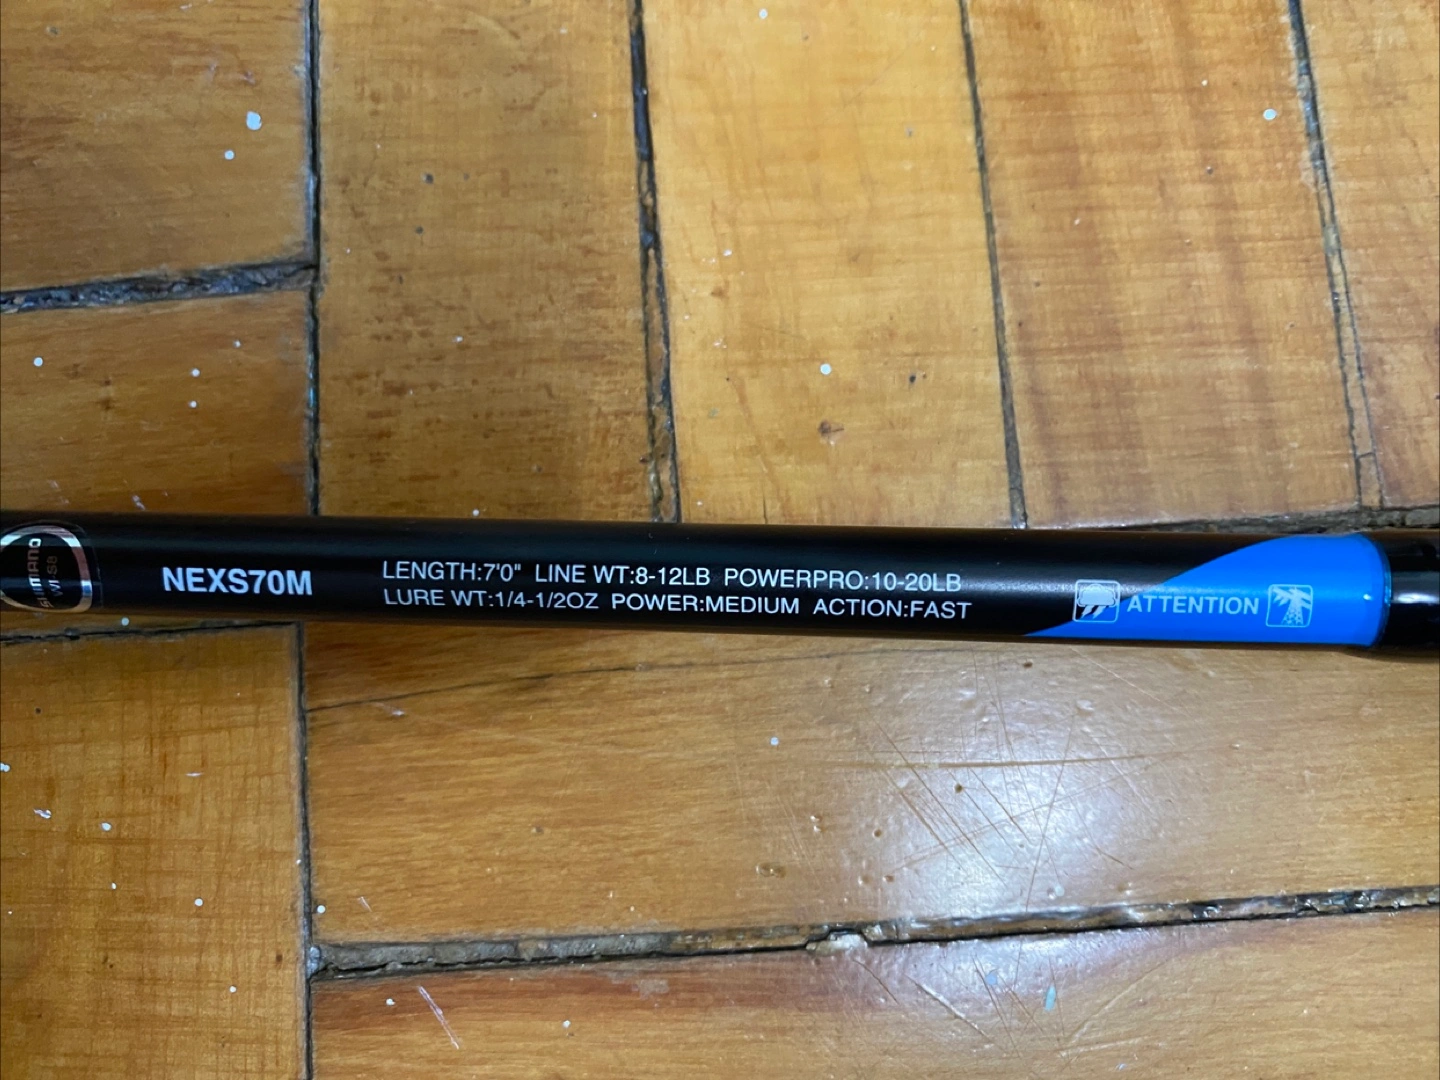 SHIMANO
NEXS70M
LENGTH:7'0" LINE WT:8-12LB POWERPRO:10-20LB
LURE WT:1/4-1/2OZ POWER:MEDIUM ACTION:FAST
ATTENTION